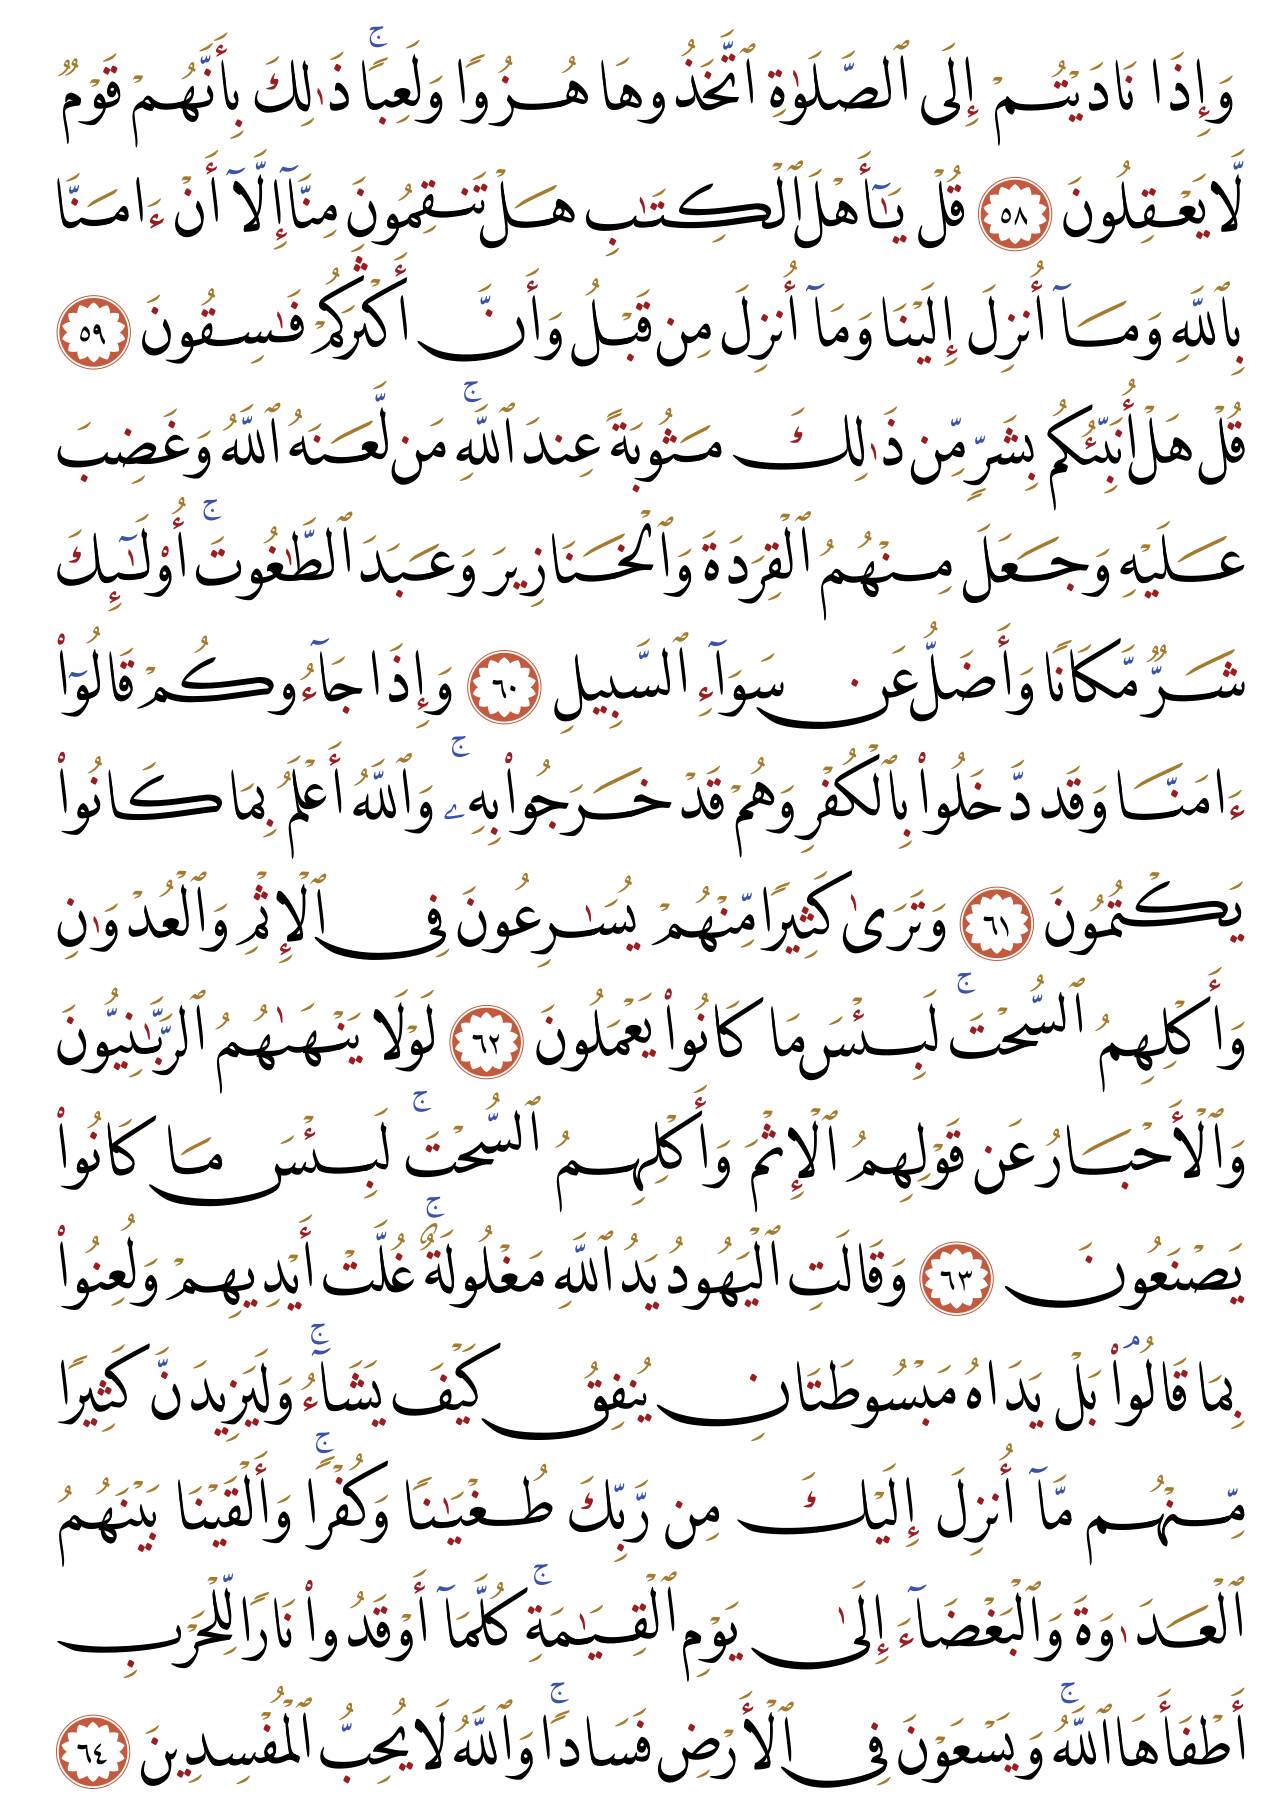 وَإِذَا نَادَيْتُمْ إِلَى ٱلصَّلَوٰةِ ٱتَّخَذُوهَا هُزُوًا وَلَعِبًا ۚ ذَٰلِكَ بِأَنَّهُمْ قَوْمٌ
لَّا يَعْقِلُونَ ٥٨ قُلْ يَـٰٓأَهْلَ ٱلْكِتَـٰبِ هَلْ تَنقِمُونَ مِنَّآ إِلَّآ أَنْ ءَامَنَّا
بِٱللَّهِ وَمَآ أُنزِلَ إِلَيْنَا وَمَآ أُنزِلَ مِن قَبْلُ وَأَنَّ أَكْثَرَكُمْ فَـٰسِقُونَ ٥٩
قُلْ هَلْ أُنَبِّئُكُم بِشَرٍّ مِّن ذَٰلِكَ مَثُوبَةً عِندَ ٱللَّهِ ۚ مَن لَّعَنَهُ ٱللَّهُ وَغَضِبَ
عَلَيْهِ وَجَعَلَ مِنْهُمُ ٱلْقِرَدَةَ وَٱلْخَنَازِيرَ وَعَبَدَ ٱلطَّـٰغُوتَ ۚ أُو۟لَـٰٓئِكَ
شَرٌّ مَّكَانًا وَأَضَلُّ عَن سَوَآءِ ٱلسَّبِيلِ ٦٠ وَإِذَا جَآءُوكُمْ قَالُوٓا۟
ءَامَنَّا وَقَد دَّخَلُوا۟ بِٱلْكُفْرِ وَهُمْ قَدْ خَرَجُوا۟ بِهِۦ ۚ وَٱللَّهُ أَعْلَمُ بِمَا كَانُوا۟
يَكْتُمُونَ ٦١ وَتَرَىٰ كَثِيرًا مِّنْهُمْ يُسَـٰرِعُونَ فِى ٱلْإِثْمِ وَٱلْعُدْوَٰنِ
وَأَكْلِهِمُ ٱلسُّحْتَ ۚ لَبِئْسَ مَا كَانُوا۟ يَعْمَلُونَ ٦٢ لَوْلَا يَنْهَىٰهُمُ ٱلرَّبَّـٰنِيُّونَ
وَٱلْأَحْبَارُ عَن قَوْلِهِمُ ٱلْإِثْمَ وَأَكْلِهِمُ ٱلسُّحْتَ ۚ لَبِئْسَ مَا كَانُوا۟
يَصْنَعُونَ ٦٣ وَقَالَتِ ٱلْيَهُودُ يَدُ ٱللَّهِ مَغْلُولَةٌ ۚ غُلَّتْ أَيْدِيهِمْ وَلُعِنُوا۟
بِمَا قَالُوا۟ ۘ بَلْ يَدَاهُ مَبْسُوطَتَانِ يُنفِقُ كَيْفَ يَشَآءُ ۚ وَلَيَزِيدَنَّ كَثِيرًا
مِّنْهُم مَّآ أُنزِلَ إِلَيْكَ مِن رَّبِّكَ طُغْيَـٰنًا وَكُفْرًا ۚ وَأَلْقَيْنَا بَيْنَهُمُ
ٱلْعَدَٰوَةَ وَٱلْبَغْضَآءَ إِلَىٰ يَوْمِ ٱلْقِيَـٰمَةِ ۚ كُلَّمَآ أَوْقَدُوا۟ نَارًا لِّلْحَرْبِ
أَطْفَأَهَا ٱللَّهُ ۚ وَيَسْعَوْنَ فِى ٱلْأَرْضِ فَسَادًا ۚ وَٱللَّهُ لَا يُحِبُّ ٱلْمُفْسِدِينَ ٦٤